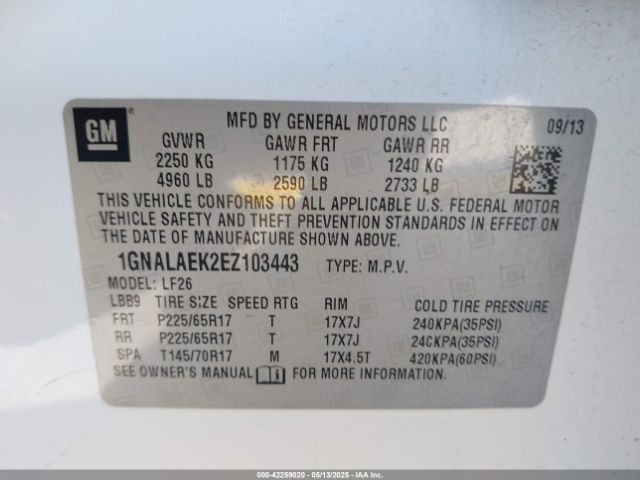 GM
MFD BY GENERAL MOTORS LLC 09/13
GVWR GAWR FRT GAWR RR
2250 KG 1175 KG 1240 KG
4960 LB 2590 LB 2733 LB
THIS VEHICLE CONFORMS TO ALL APPLICABLE U.S. FEDERAL MOTOR
VEHICLE SAFETY AND THEFT PREVENTION STANDARDS IN EFFECT ON
THE DATE OF MANUFACTURE SHOWN ABOVE.
1GNALAEK2EZ103443 TYPE: M.P.V.
MODEL: LF26
LBB9 TIRE SIZE SPEED RTG RIM COLD TIRE PRESSURE
FRT P225/65R17 T 17X7J 240KPA(35PSI)
RR P225/65R17 T 17X7J 24CKPA(35PSI)
SPA T145/70R17 M 17X4.5T 420KPA(60PSI)
SEE OWNER'S MANUAL FOR MORE INFORMATION.
000-42259020 - 05/13/2025 - IAAI.com - Copyright IAA, Inc